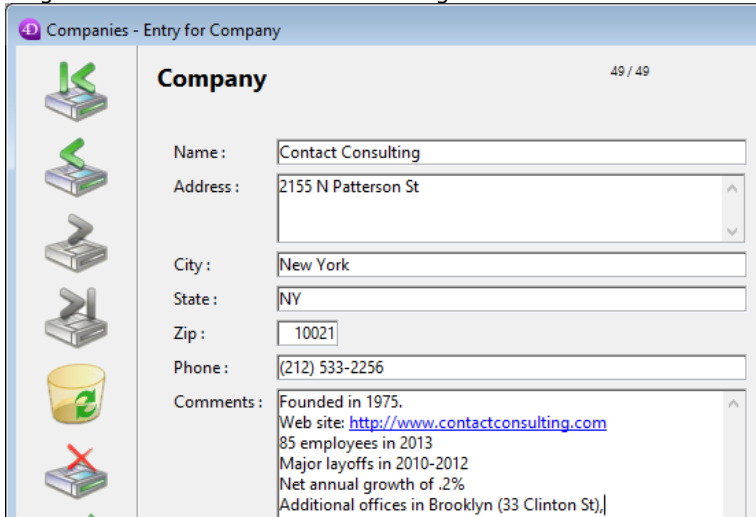 Companies - Entry for Company
Company
49 / 49
Name :
Contact Consulting
Address :
2155 N Patterson St
City :
New York
State :
NY
Zip :
10021
Phone :
(212) 533-2256
Comments :
Founded in 1975.
Web site: http://www.contactconsulting.com
85 employees in 2013
Major layoffs in 2010-2012
Net annual growth of .2%
Additional offices in Brooklyn (33 Clinton St),